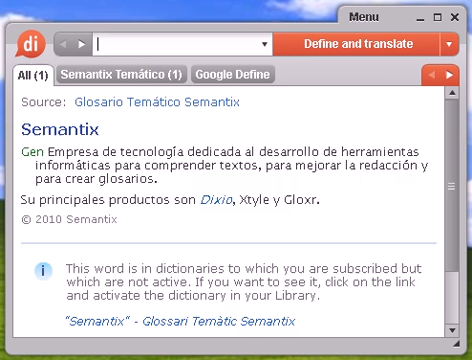 Menu
di
Define and translate
All (1)
Semantix Temático (1)
Google Define
Source: Glosario Temático Semantix
Semantix
Gen Empresa de tecnología dedicada al desarrollo de herramientas
informáticas para comprender textos, para mejorar la redacción y
para crear glosarios.
Su principales producton son Dixio, Xtyle y Gloxr.
© 2010 Semantix
i
This word is in dictionaries to which you are subscribed but
which are not active. If you want to see it, click on the link
and activate the dictionary in your Library.
"Semantix" - Glossari Temàtic Semantix